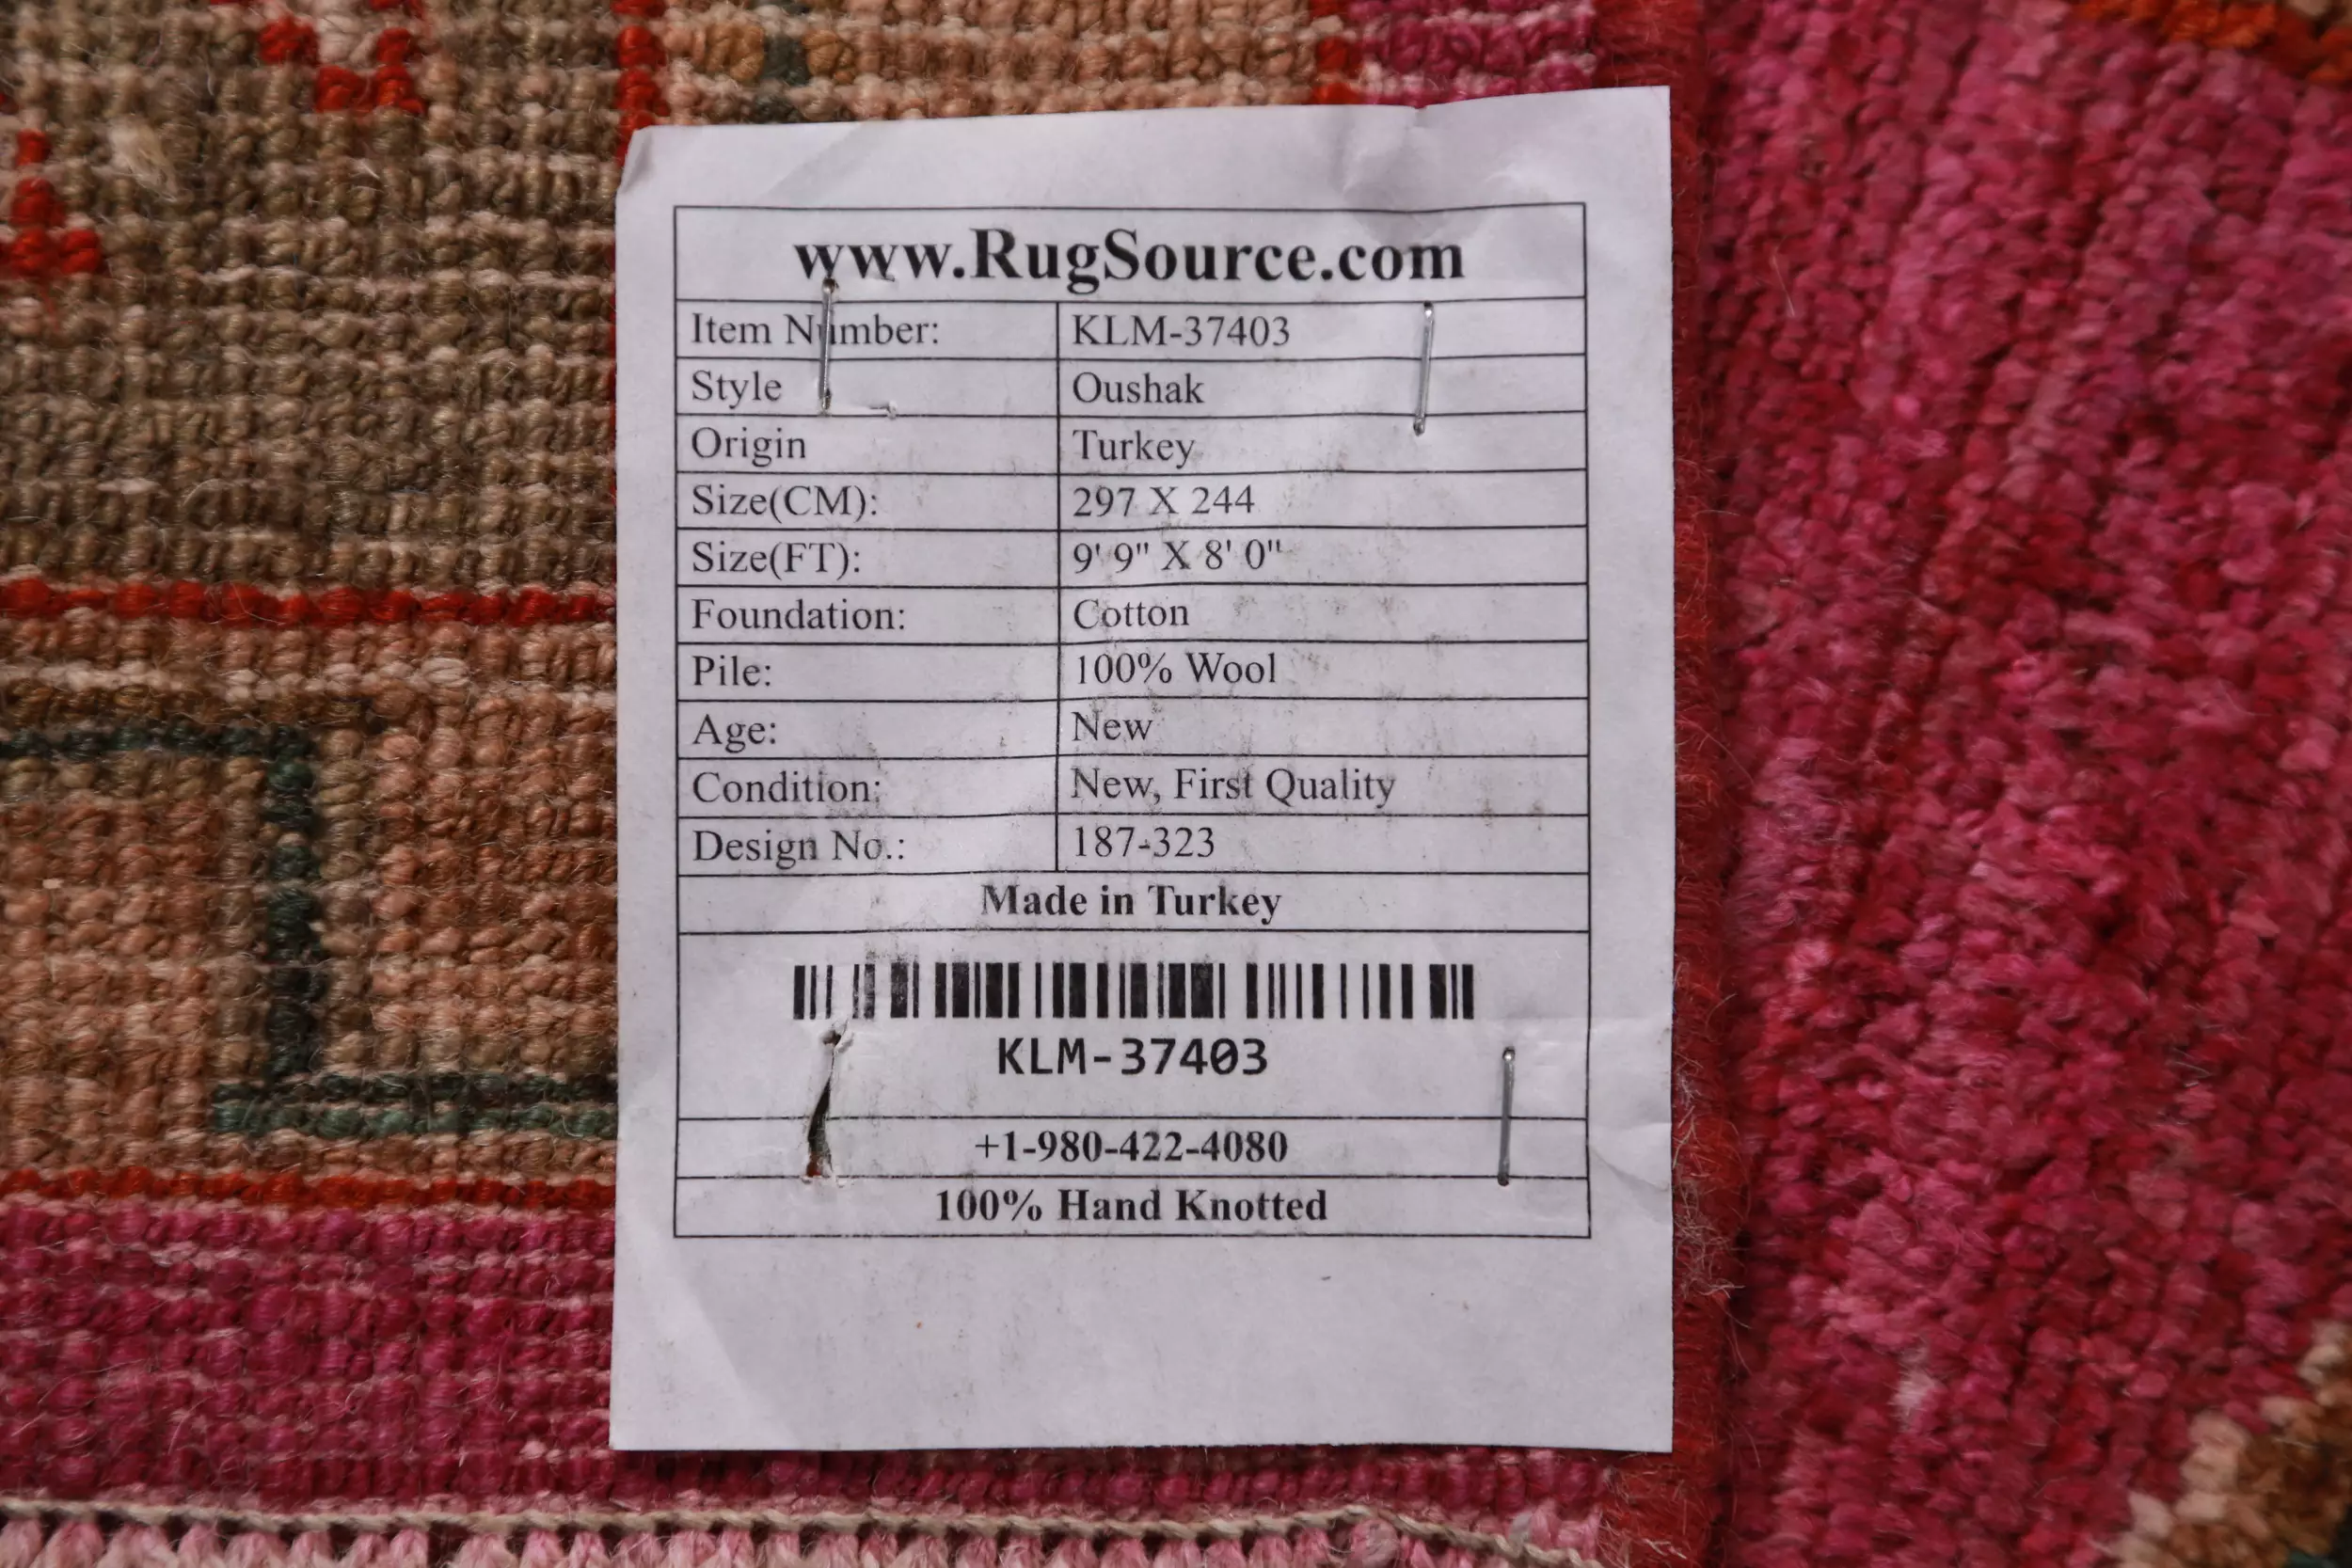 www.RugSource.com
Item Number: KLM-37403
Style Oushak
Origin Turkey
Size(CM): 297 X 244
Size(FT): 9' 9" X 8' 0"
Foundation: Cotton
Pile: 100% Wool
Age: New
Condition: New, First Quality
Design No.: 187-323
Made in Turkey
KLM-37403
+1-980-422-4080
100% Hand Knotted